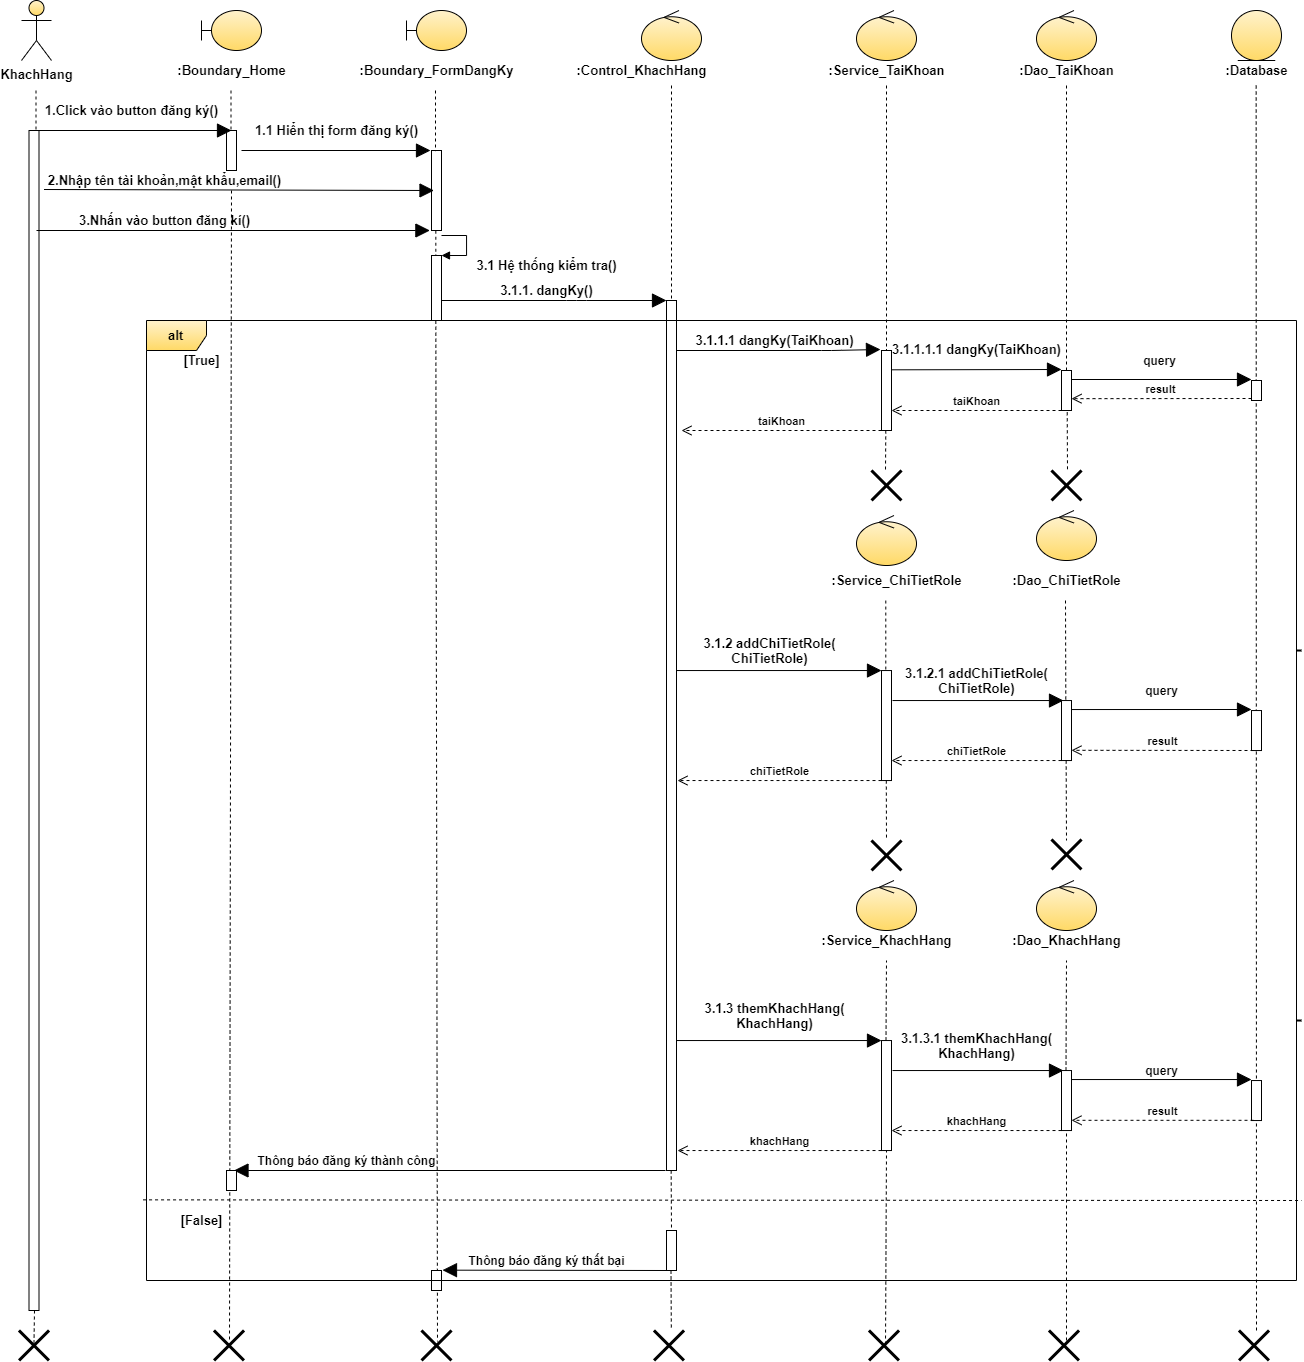 KhachHang
:Boundary_Home
:Boundary_FormDangKy
:Control_KhachHang
:Service_TaiKhoan
:Dao_TaiKhoan
:Database
1.Click vào button đăng ký()
1.1 Hiển thị form đăng ký()
2.Nhập tên tài khoản,mật khẩu,email()
3.Nhấn vào button đăng kí()
3.1 Hệ thống kiểm tra()
3.1.1. dangKy()
alt
[True]
3.1.1.1 dangKy(TaiKhoan)
3.1.1.1.1 dangKy(TaiKhoan)
query
result
taiKhoan
taiKhoan
:Service_ChiTietRole
:Dao_ChiTietRole
3.1.2 addChiTietRole(
ChiTietRole)
3.1.2.1 addChiTietRole(
ChiTietRole)
query
result
chiTietRole
chiTietRole
:Service_KhachHang
:Dao_KhachHang
3.1.3 themKhachHang(
KhachHang)
3.1.3.1 themKhachHang(
KhachHang)
query
result
khachHang
khachHang
Thông báo đăng ký thành công
[False]
Thông báo đăng ký thất bại